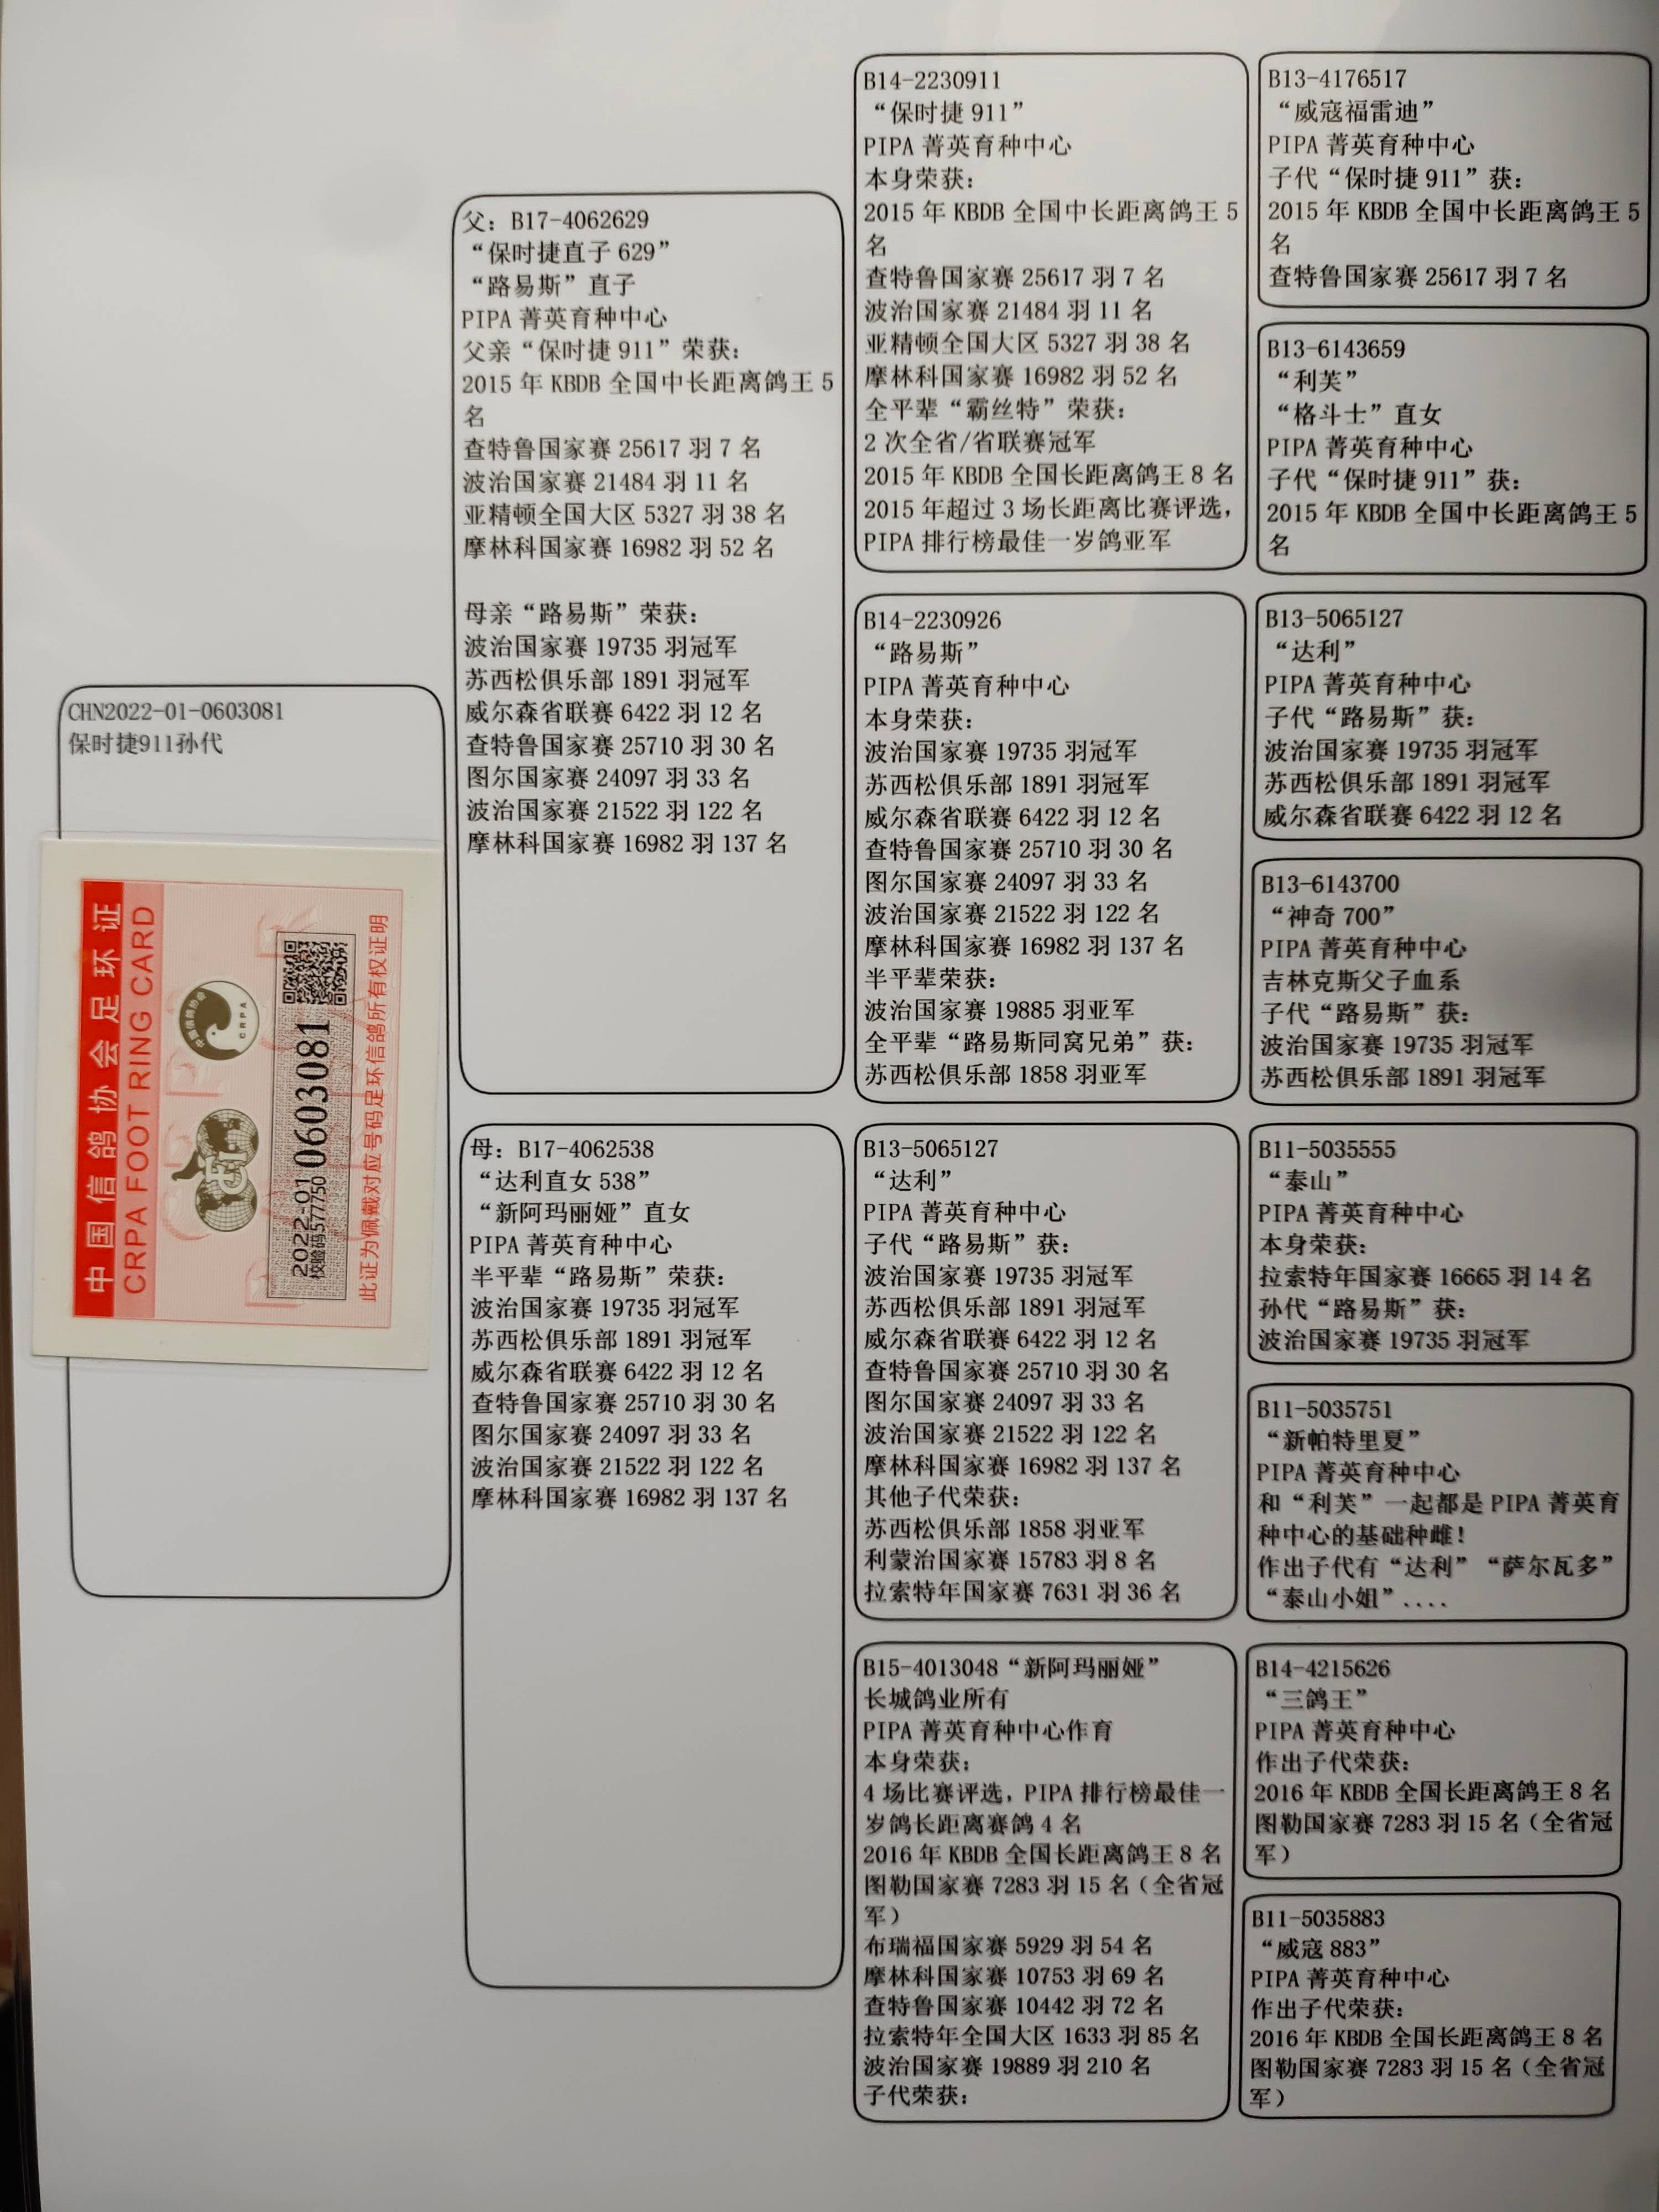 CHN2022-01-0603081
保时捷911孙代
中国信鸽协会足环证
CRPA FOOT RING CARD
中国信鸽协会
CRPA
2022-01 0603081
校验码577750
此证为佩戴对应号码足环信鸽所有权证明
父：B17-4062629
“保时捷直子 629”
“路易斯”直子
PIPA 菁英育种中心
父亲“保时捷 911”荣获：
2015 年 KBDB 全国中长距离鸽王 5
名
查特鲁国家赛 25617 羽 7 名
波治国家赛 21484 羽 11 名
亚精顿全国大区 5327 羽 38 名
摩林科国家赛 16982 羽 52 名
母亲“路易斯”荣获：
波治国家赛 19735 羽冠军
苏西松俱乐部 1891 羽冠军
威尔森省联赛 6422 羽 12 名
查特鲁国家赛 25710 羽 30 名
图尔国家赛 24097 羽 33 名
波治国家赛 21522 羽 122 名
摩林科国家赛 16982 羽 137 名
母：B17-4062538
“达利直女 538”
“新阿玛丽娅”直女
PIPA 菁英育种中心
半平辈“路易斯”荣获：
波治国家赛 19735 羽冠军
苏西松俱乐部 1891 羽冠军
威尔森省联赛 6422 羽 12 名
查特鲁国家赛 25710 羽 30 名
图尔国家赛 24097 羽 33 名
波治国家赛 21522 羽 122 名
摩林科国家赛 16982 羽 137 名
B14-2230911
“保时捷 911”
PIPA 菁英育种中心
本身荣获：
2015 年 KBDB 全国中长距离鸽王 5
名
查特鲁国家赛 25617 羽 7 名
波治国家赛 21484 羽 11 名
亚精顿全国大区 5327 羽 38 名
摩林科国家赛 16982 羽 52 名
全平辈“霸丝特”荣获：
2 次全省/省联赛冠军
2015 年 KBDB 全国长距离鸽王 8 名
2015 年超过 3 场长距离比赛评选，
PIPA 排行榜最佳一岁鸽亚军
B14-2230926
“路易斯”
PIPA 菁英育种中心
本身荣获：
波治国家赛 19735 羽冠军
苏西松俱乐部 1891 羽冠军
威尔森省联赛 6422 羽 12 名
查特鲁国家赛 25710 羽 30 名
图尔国家赛 24097 羽 33 名
波治国家赛 21522 羽 122 名
摩林科国家赛 16982 羽 137 名
半平辈荣获：
波治国家赛 19885 羽亚军
全平辈“路易斯同窝兄弟”获：
苏西松俱乐部 1858 羽亚军
B13-5065127
“达利”
PIPA 菁英育种中心
子代“路易斯”获：
波治国家赛 19735 羽冠军
苏西松俱乐部 1891 羽冠军
威尔森省联赛 6422 羽 12 名
查特鲁国家赛 25710 羽 30 名
图尔国家赛 24097 羽 33 名
波治国家赛 21522 羽 122 名
摩林科国家赛 16982 羽 137 名
其他子代荣获：
苏西松俱乐部 1858 羽亚军
利蒙治国家赛 15783 羽 8 名
拉索特年国家赛 7631 羽 36 名
B15-4013048“新阿玛丽娅”
长城鸽业所有
PIPA 菁英育种中心作育
本身荣获：
4 场比赛评选，PIPA 排行榜最佳一
岁鸽长距离赛鸽 4 名
2016 年 KBDB 全国长距离鸽王 8 名
图勒国家赛 7283 羽 15 名（全省冠
军）
布瑞福国家赛 5929 羽 54 名
摩林科国家赛 10753 羽 69 名
查特鲁国家赛 10442 羽 72 名
拉索特年全国大区 1633 羽 85 名
波治国家赛 19889 羽 210 名
子代荣获：
B13-4176517
“威寇福雷迪”
PIPA 菁英育种中心
子代“保时捷 911”获：
2015 年 KBDB 全国中长距离鸽王 5
名
查特鲁国家赛 25617 羽 7 名
B13-6143659
“利芙”
“格斗士”直女
PIPA 菁英育种中心
子代“保时捷 911”获：
2015 年 KBDB 全国中长距离鸽王 5
名
B13-5065127
“达利”
PIPA 菁英育种中心
子代“路易斯”获：
波治国家赛 19735 羽冠军
苏西松俱乐部 1891 羽冠军
威尔森省联赛 6422 羽 12 名
B13-6143700
“神奇 700”
PIPA 菁英育种中心
吉林克斯父子血系
子代“路易斯”获：
波治国家赛 19735 羽冠军
苏西松俱乐部 1891 羽冠军
B11-5035555
“泰山”
PIPA 菁英育种中心
本身荣获：
拉索特年国家赛 16665 羽 14 名
孙代“路易斯”获：
波治国家赛 19735 羽冠军
B11-5035751
“新帕特里夏”
PIPA 菁英育种中心
和“利芙”一起都是 PIPA 菁英育
种中心的基础种雌！
作出子代有“达利”“萨尔瓦多”
“泰山小姐”....
B14-4215626
“三鸽王”
PIPA 菁英育种中心
作出子代荣获：
2016 年 KBDB 全国长距离鸽王 8 名
图勒国家赛 7283 羽 15 名（全省冠
军）
B11-5035883
“威寇 883”
PIPA 菁英育种中心
作出子代荣获：
2016 年 KBDB 全国长距离鸽王 8 名
图勒国家赛 7283 羽 15 名（全省冠
军）